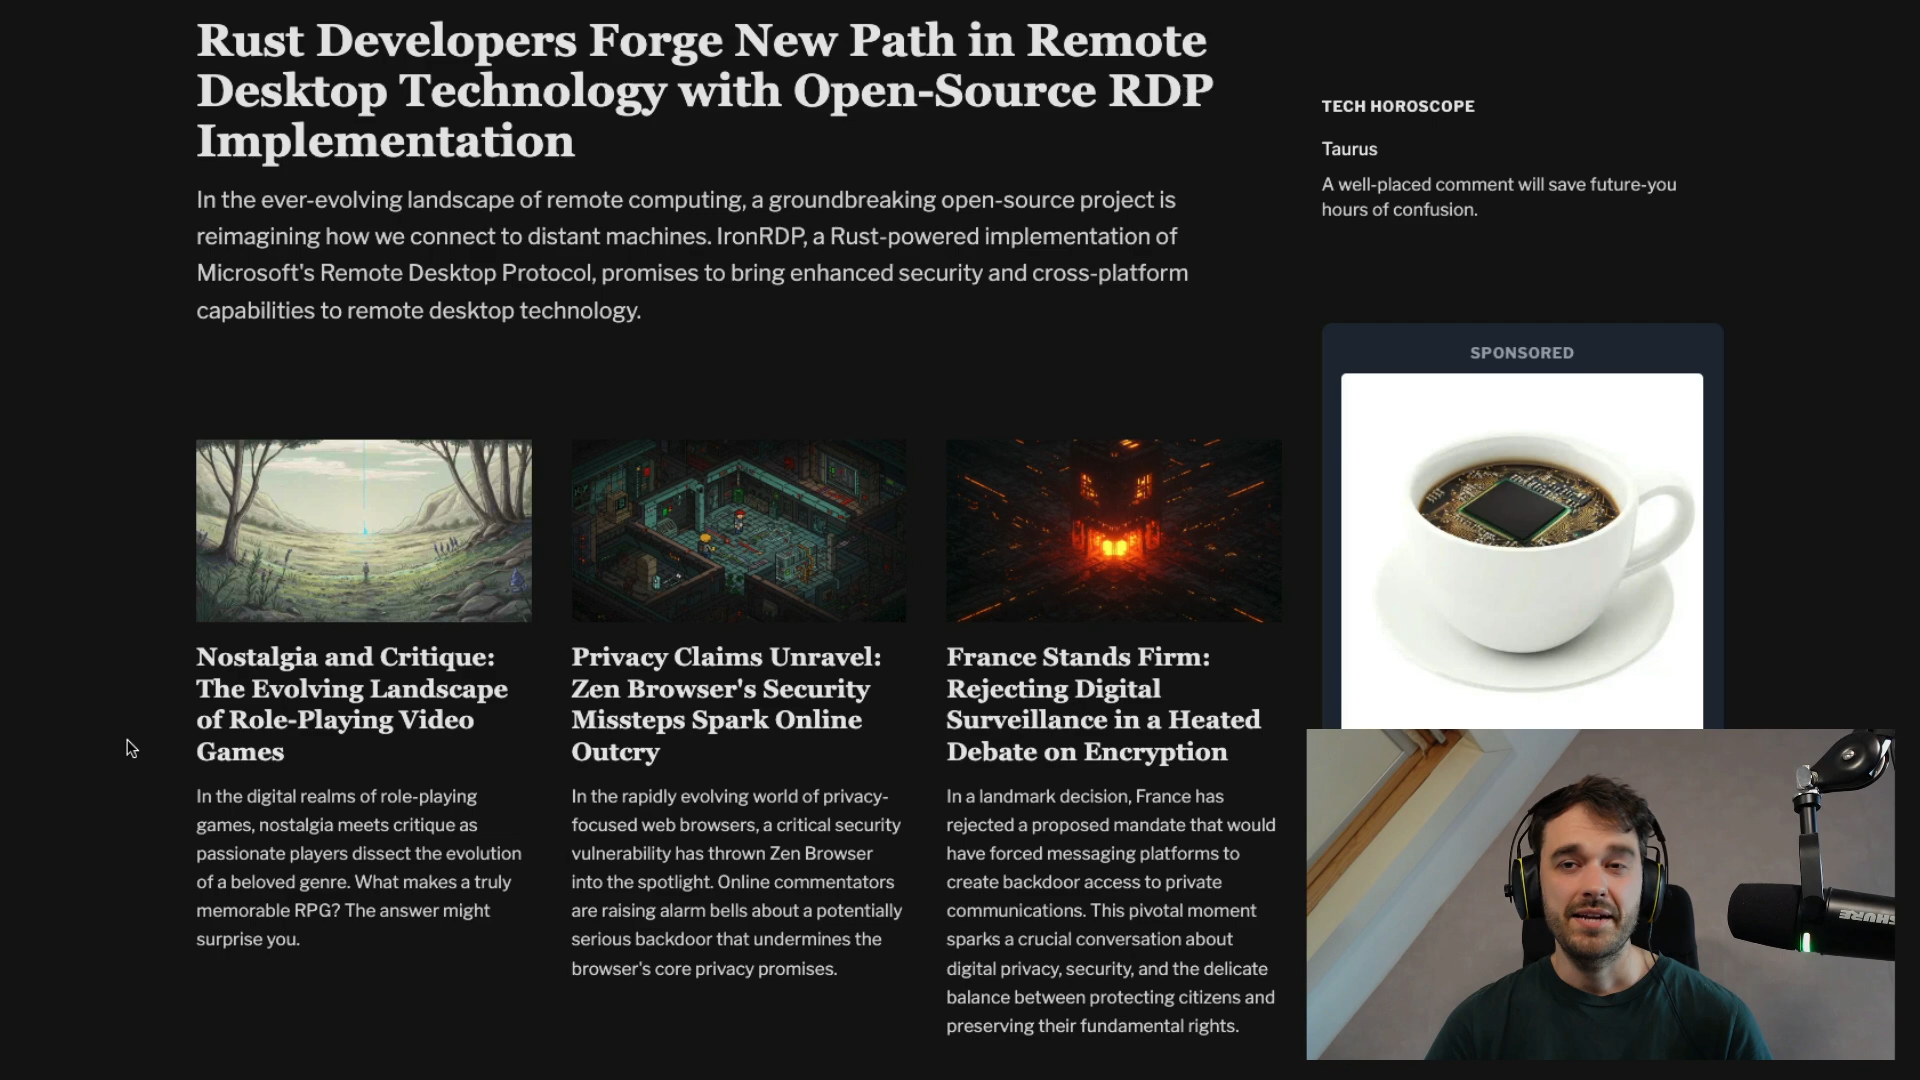 Rust Developers Forge New Path in Remote
Desktop Technology with Open-Source RDP
Implementation
In the ever-evolving landscape of remote computing, a groundbreaking open-source project is
reimagining how we connect to distant machines. IronRDP, a Rust-powered implementation of
Microsoft's Remote Desktop Protocol, promises to bring enhanced security and cross-platform
capabilities to remote desktop technology.
TECH HOROSCOPE
Taurus
A well-placed comment will save future-you
hours of confusion.
SPONSORED
Nostalgia and Critique:
The Evolving Landscape
of Role-Playing Video
Games
In the digital realms of role-playing
games, nostalgia meets critique as
passionate players dissect the evolution
of a beloved genre. What makes a truly
memorable RPG? The answer might
surprise you.
Privacy Claims Unravel:
Zen Browser's Security
Missteps Spark Online
Outcry
In the rapidly evolving world of privacy-
focused web browsers, a critical security
vulnerability has thrown Zen Browser
into the spotlight. Online commentators
are raising alarm bells about a potentially
serious backdoor that undermines the
browser's core privacy promises.
France Stands Firm:
Rejecting Digital
Surveillance in a Heated
Debate on Encryption
In a landmark decision, France has
rejected a proposed mandate that would
have forced messaging platforms to
create backdoor access to private
communications. This pivotal moment
sparks a crucial conversation about
digital privacy, security, and the delicate
balance between protecting citizens and
preserving their fundamental rights.
SHURE